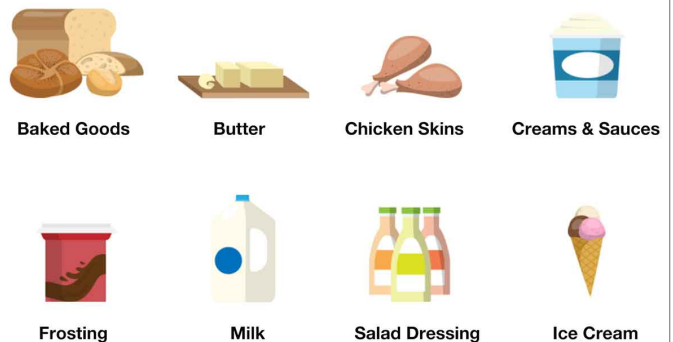 Baked Goods
Butter
Chicken Skins
Creams & Sauces
Frosting
Milk
Salad Dressing
Ice Cream